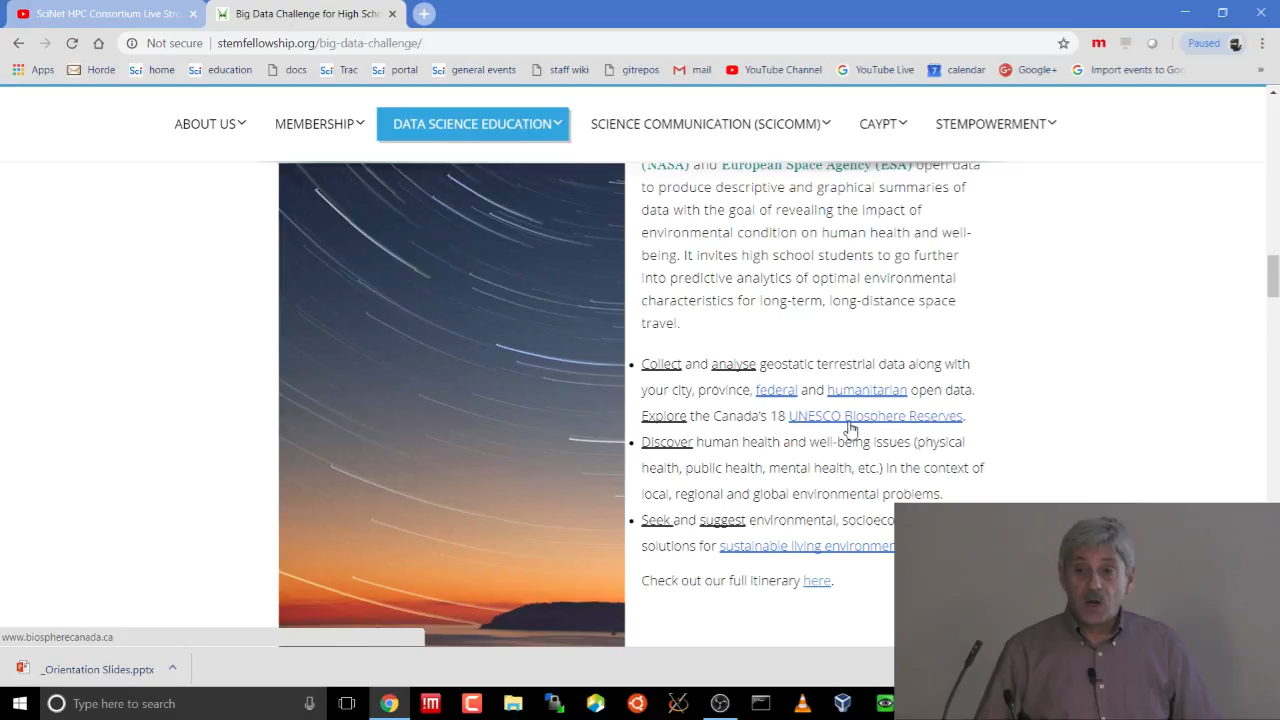 SciNet HPC Consortium Live Stre
Big Data Challenge for High Scho
Not secure
stemfellowship.org/big-data-challenge/
Paused
Apps
Horde
home
education
docs
Trac
portal
general events
staff wiki
gitrepos
mail
YouTube Channel
YouTube Live
calendar
Google+
Import events to Goo
»
ABOUT US
MEMBERSHIP
DATA SCIENCE EDUCATION
SCIENCE COMMUNICATION (SCICOMM)
CAYPT
STEMPOWERMENT
(NASA) and European Space Agency (ESA) open data
to produce descriptive and graphical summaries of
data with the goal of revealing the impact of
environmental condition on human health and well-
being. It invites high school students to go further
into predictive analytics of optimal environmental
characteristics for long-term, long-distance space
travel.
• Collect and analyse geostatic terrestrial data along with
your city, province, federal and humanitarian open data.
Explore the Canada's 18 UNESCO Biosphere Reserves.
• Discover human health and well-being issues (physical
health, public health, mental health, etc.) in the context of
local, regional and global environmental problems.
• Seek and suggest environmental, socioeco
solutions for sustainable living environmen
Check out our full itinerary here.
www.biospherecanada.ca
_Orientation Slides.pptx
Type here to search